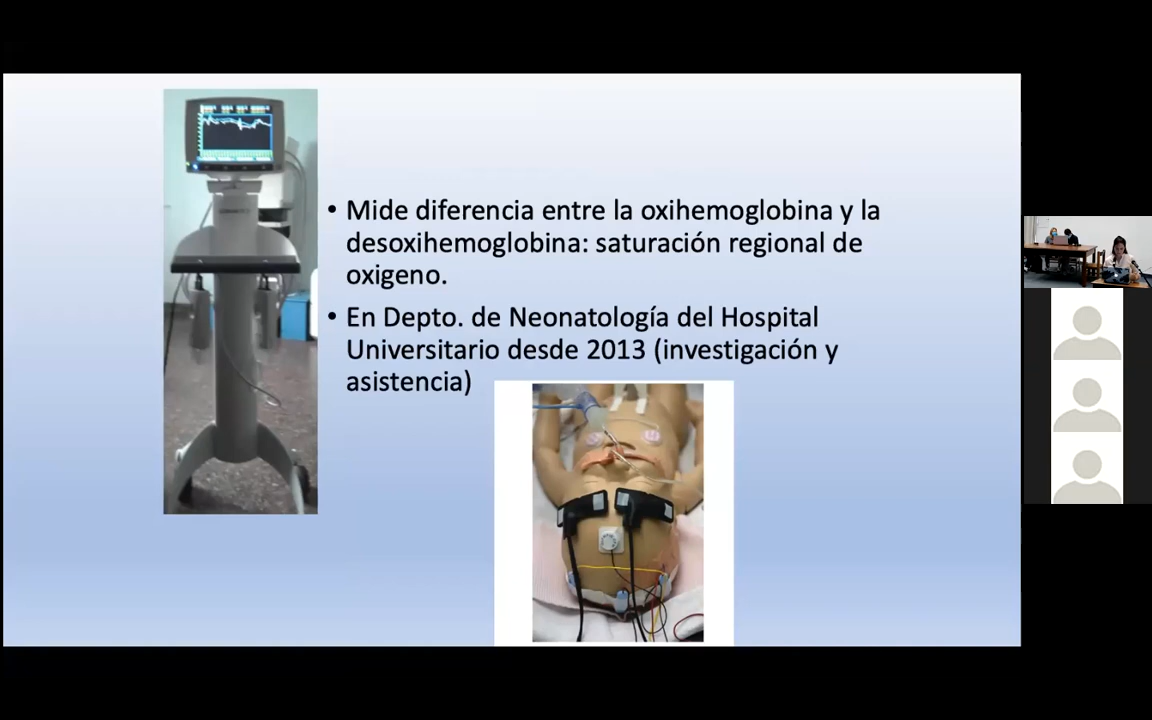 • Mide diferencia entre la oxihemoglobina y la
desoxihemoglobina: saturación regional de
oxigeno.
• En Depto. de Neonatología del Hospital
Universitario desde 2013 (investigación y
asistencia)